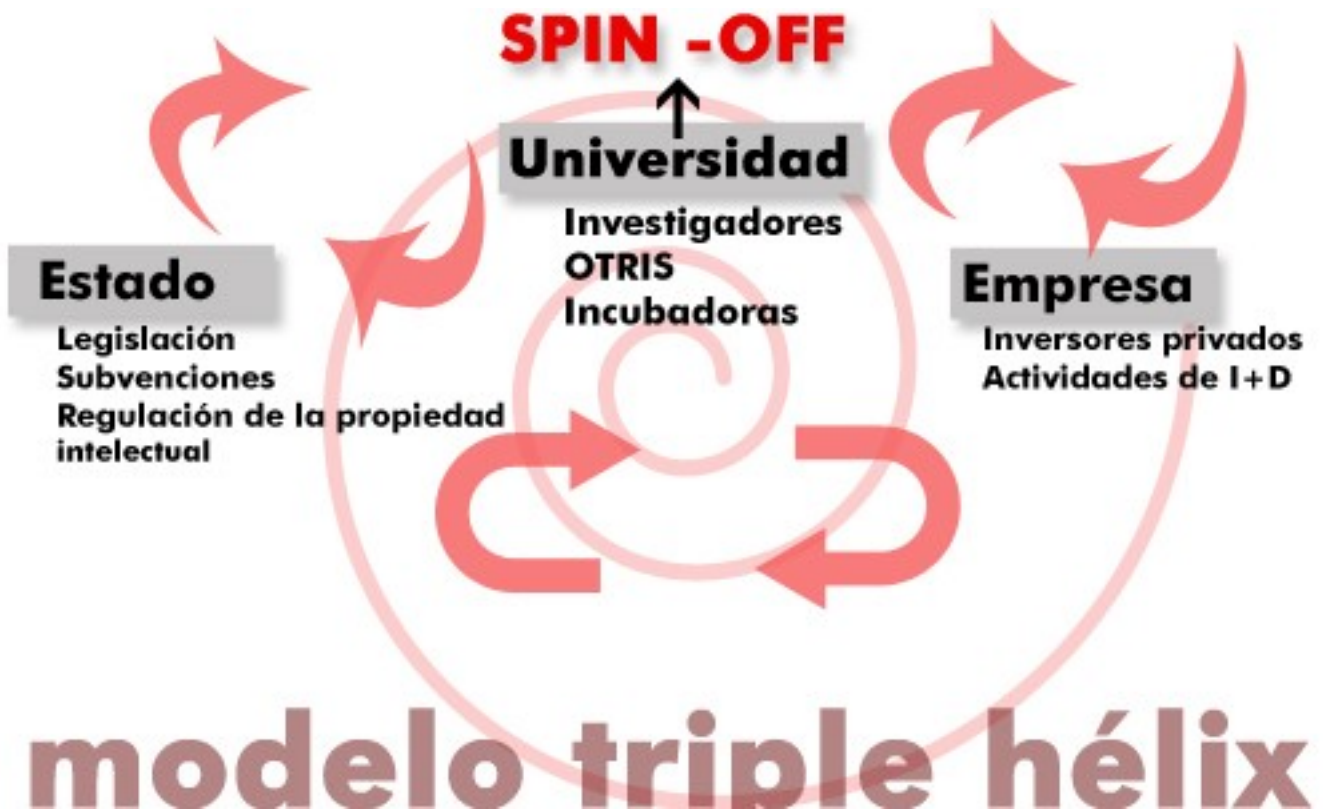 SPIN -OFF
Universidad
Investigadores
OTRIS
Incubadoras
Estado
Legislación
Subvenciones
Regulación de la propiedad
intelectual
Empresa
Inversores privados
Actividades de I+D
modelo triple hélix